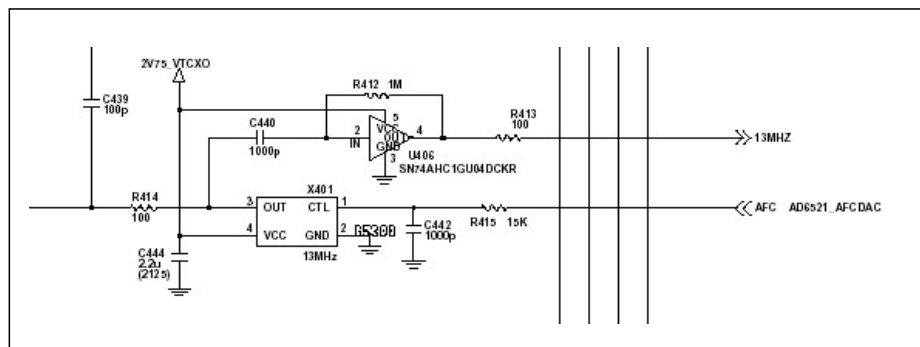 2V75_VTCXO
R412 1M
C439
100p
C440
1000p
2
IN
VCC
OUT
GND
5
4
3
U406
SN74AHC1GU04DCKR
R413
100
13MHZ
R414
100
X401
3 OUT CTL 1
4 VCC GND 2
13MHz
G5300
C442
1000p
R415 15K
AFC AD6521_AFCDAC
C444
2.2u
(2125)